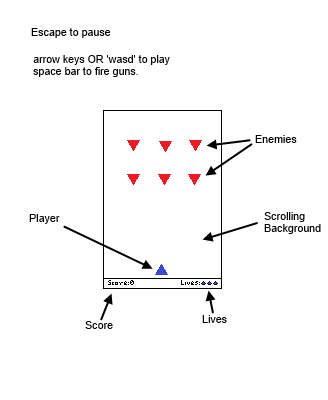 Escape to pause
arrow keys OR 'wasd' to play
space bar to fire guns.
Enemies
Player
Scrolling
Background
Score:0 Lives:
Score
Lives